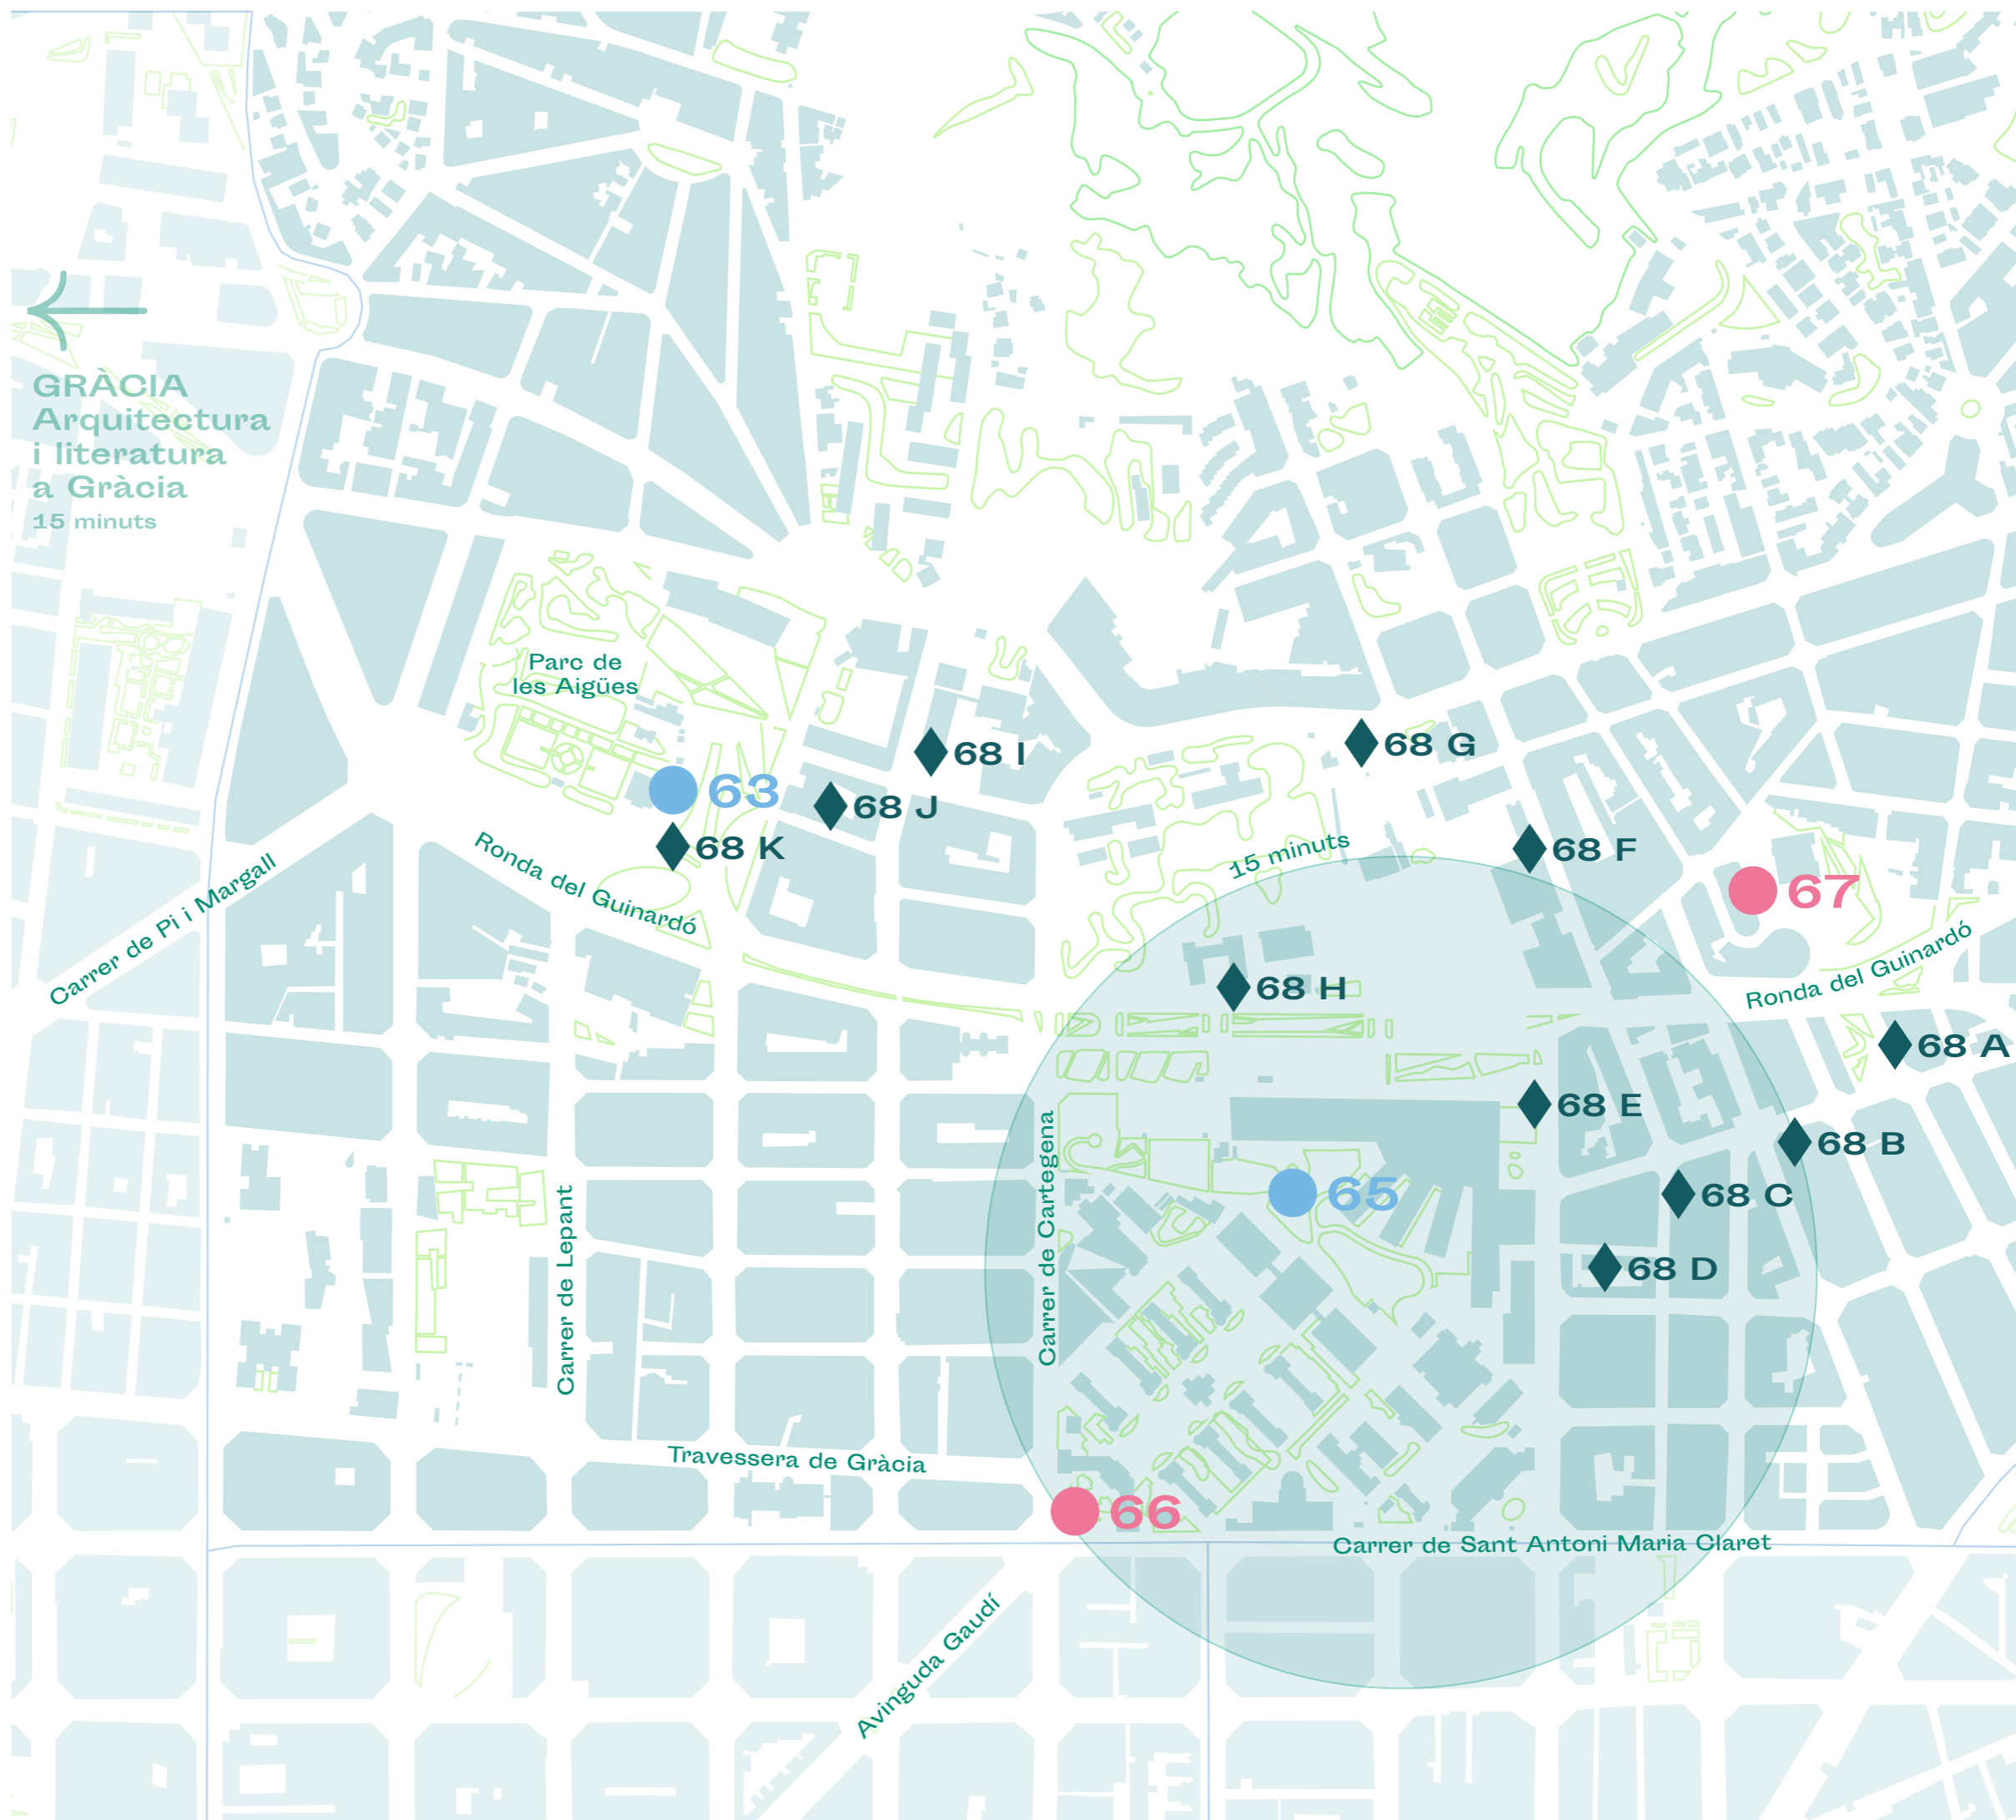 GRÀCIA
Arquitectura
i literatura
a Gràcia
15 minuts
Parc de
les Aigües
68 I
68 G
63
68 J
68 K
68 F
15 minuts
Ronda del Guinardó
Carrer de Pi i Margall
67
Ronda del Guinardó
68 H
68 A
68 E
68 B
Carrer de Cartegena
65
68 C
Carrer de Lepant
68 D
Travessera de Gràcia
66
Carrer de Sant Antoni Maria Claret
Avinguda Gaudí